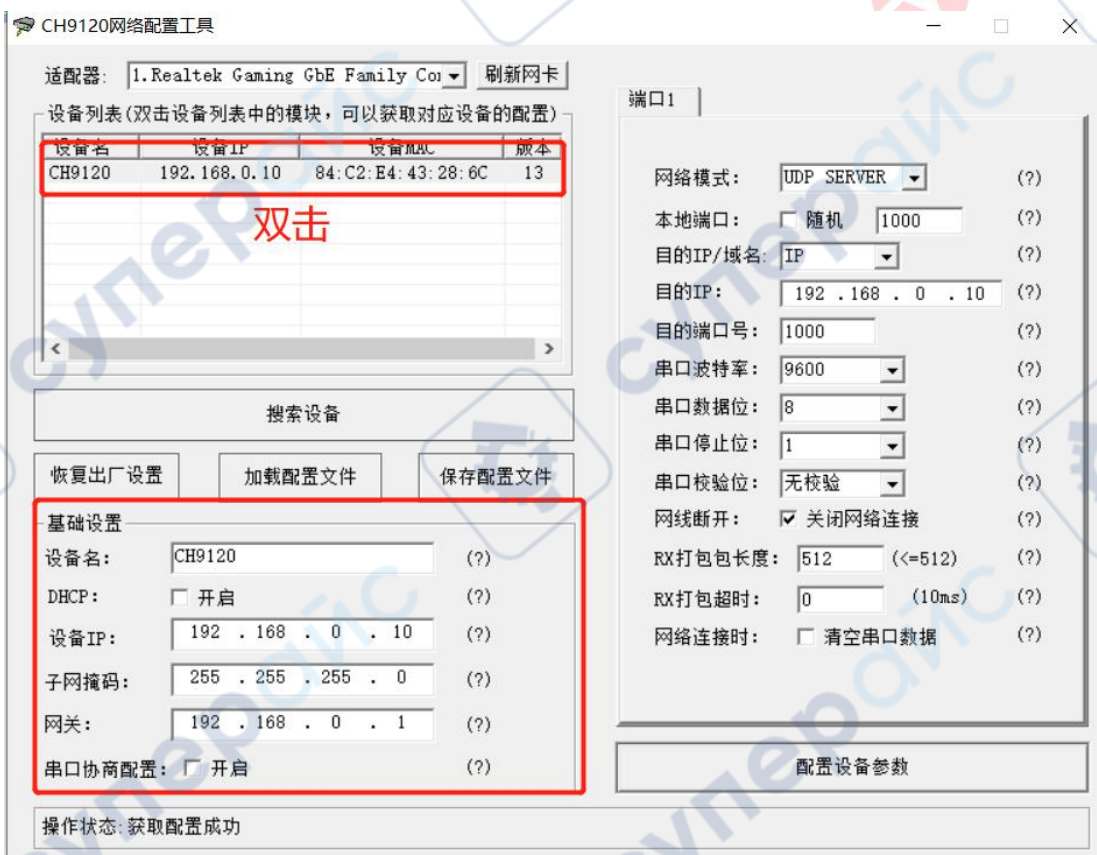 CH9120网络配置工具
适配器: 1.Realtek Gaming GbE Family Co 刷新网卡
设备列表(双击设备列表中的模块，可以获取对应设备的配置)
设备名 设备IP 设备MAC 版本
CH9120 192.168.0.10 84:C2:E4:43:28:6C 13
双击
搜索设备
恢复出厂设置 加载配置文件 保存配置文件
基础设置
设备名: CH9120 (?)
DHCP: 开启 (?)
设备IP: 192 . 168 . 0 . 10 (?)
子网掩码: 255 . 255 . 255 . 0 (?)
网关: 192 . 168 . 0 . 1 (?)
串口协商配置: 开启 (?)
操作状态:获取配置成功
端口1
网络模式: UDP SERVER (?)
本地端口: 随机 1000 (?)
目的IP/域名: IP (?)
目的IP: 192 . 168 . 0 . 10 (?)
目的端口号: 1000 (?)
串口波特率: 9600 (?)
串口数据位: 8 (?)
串口停止位: 1 (?)
串口校验位: 无校验 (?)
网线断开: 关闭网络连接 (?)
RX打包包长度: 512 (<=512) (?)
RX打包超时: 0 (10ms) (?)
网络连接时: 清空串口数据 (?)
配置设备参数
суперайс
суперайс
суперайс
суперайс